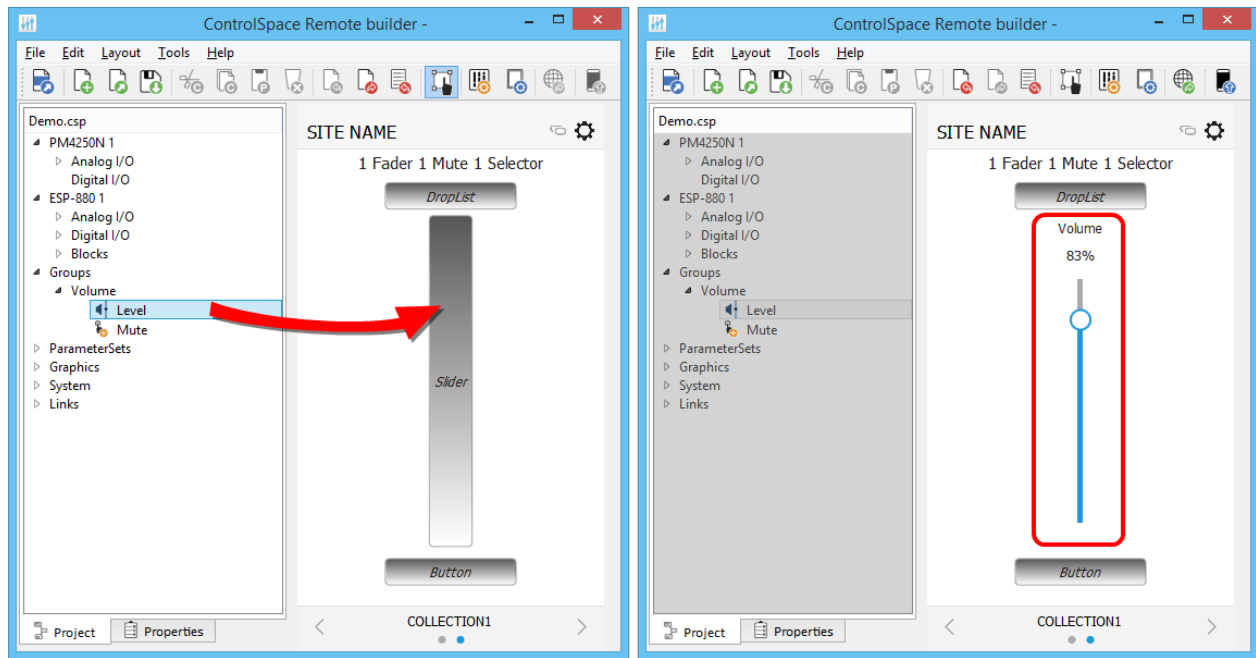 ControlSpace Remote builder -
File Edit Layout Tools Help
Demo.csp
PM4250N 1
Analog I/O
Digital I/O
ESP-880 1
Analog I/O
Digital I/O
Blocks
Groups
Volume
Level
Mute
ParameterSets
Graphics
System
Links
Project Properties
SITE NAME
1 Fader 1 Mute 1 Selector
DropList
Slider
Button
COLLECTION1
ControlSpace Remote builder -
File Edit Layout Tools Help
Demo.csp
PM4250N 1
Analog I/O
Digital I/O
ESP-880 1
Analog I/O
Digital I/O
Blocks
Groups
Volume
Level
Mute
ParameterSets
Graphics
System
Links
Project Properties
SITE NAME
1 Fader 1 Mute 1 Selector
DropList
Volume
83%
Button
COLLECTION1